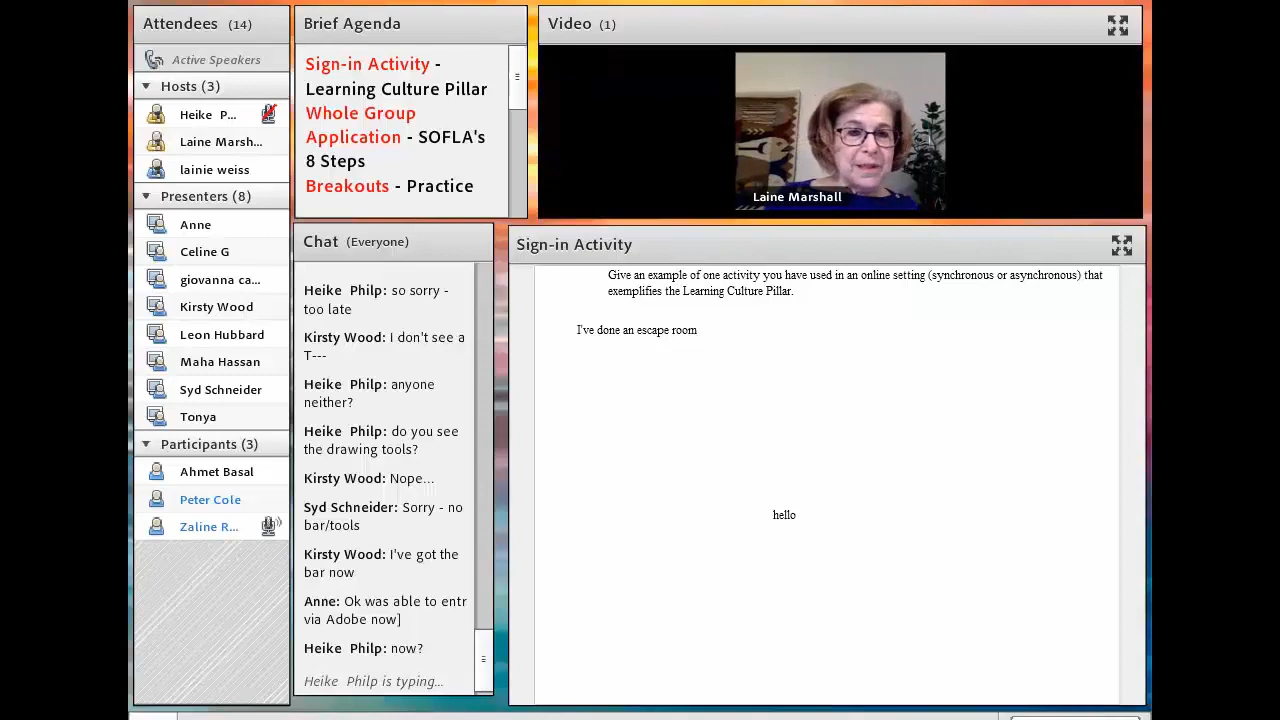 Attendees (14)
Active Speakers
Hosts (3)
Heike P...
Laine Marsh...
lainie weiss
Presenters (8)
Anne
Celine G
giovanna ca...
Kirsty Wood
Leon Hubbard
Maha Hassan
Syd Schneider
Tonya
Participants (3)
Ahmet Basal
Peter Cole
Zaline R...
Brief Agenda
Sign-in Activity -
Learning Culture Pillar
Whole Group
Application - SOFLA's
8 Steps
Breakouts - Practice
Chat (Everyone)
Heike Philp: so sorry -
too late
Kirsty Wood: I don't see a
T---
Heike Philp: anyone
neither?
Heike Philp: do you see
the drawing tools?
Kirsty Wood: Nope...
Syd Schneider: Sorry - no
bar/tools
Kirsty Wood: I've got the
bar now
Anne: Ok was able to entr
via Adobe now]
Heike Philp: now?
Heike Philp is typing...
Video (1)
Laine Marshall
Sign-in Activity
Give an example of one activity you have used in an online setting (synchronous or asynchronous) that
exemplifies the Learning Culture Pillar.
I've done an escape room
hello